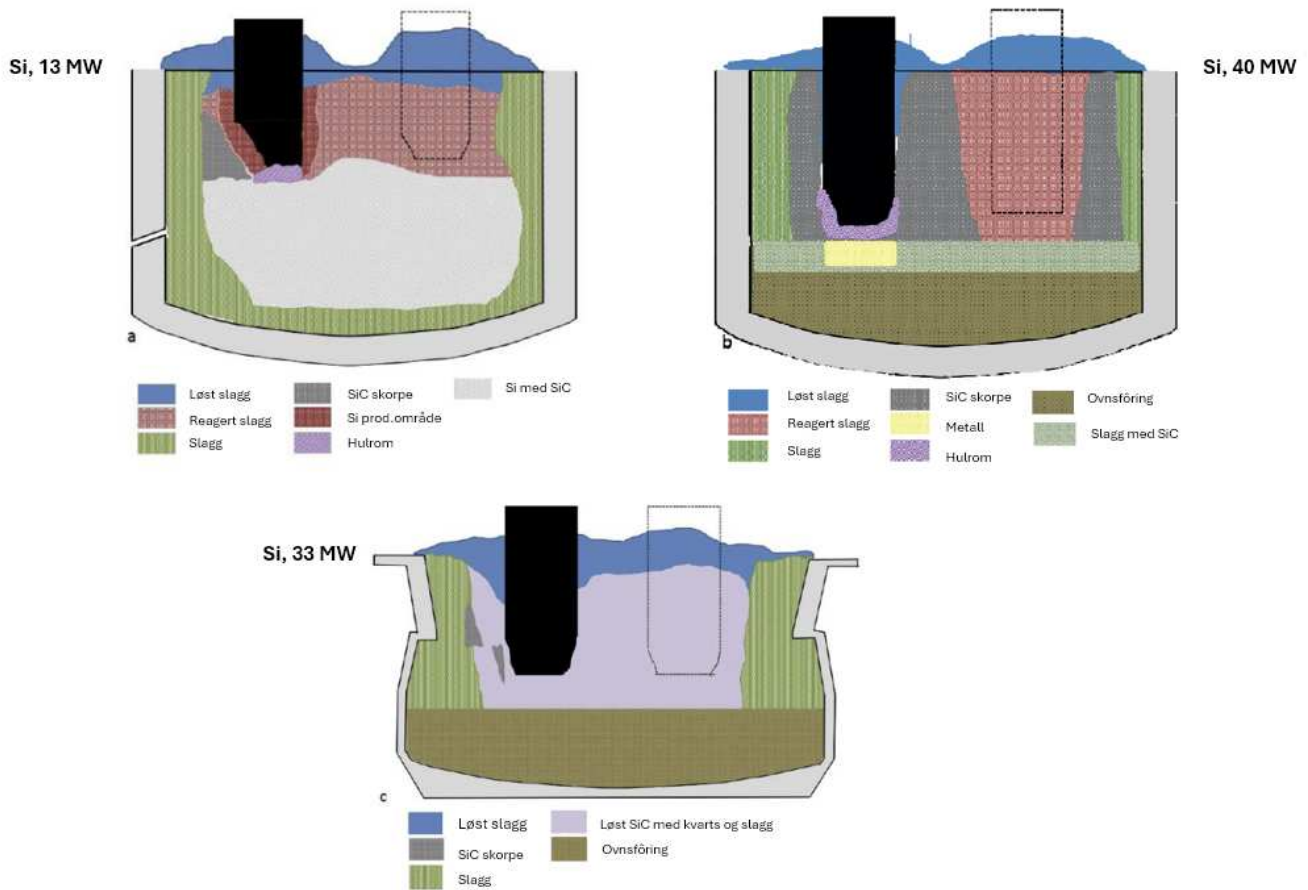 Si, 13 MW
Si, 40 MW
a
b
Løst slagg
SiC skorpe
Si med SiC
Reagert slagg
Si prod.område
Slagg
Hulrom
Løst slagg
SiC skorpe
Ovnsfôring
Reagert slagg
Metall
Slagg med SiC
Slagg
Hulrom
Si, 33 MW
c
Løst slagg
Løst SiC med kvarts og slagg
SiC skorpe
Ovnsfôring
Slagg